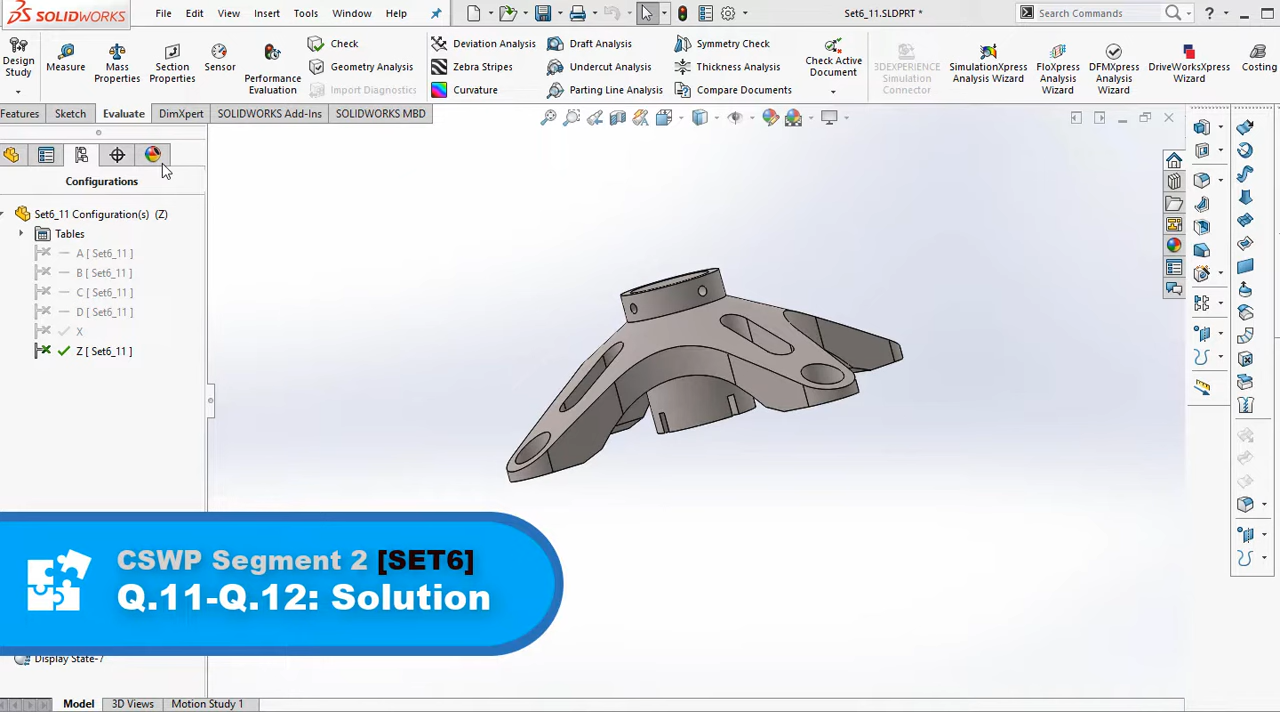 SOLIDWORKS
File
Edit
View
Insert
Tools
Window
Help
Set6_11.SLDPRT *
Search Commands
Design Study
Measure
Mass Properties
Section Properties
Sensor
Performance Evaluation
Check
Geometry Analysis
Import Diagnostics
Deviation Analysis
Zebra Stripes
Curvature
Draft Analysis
Undercut Analysis
Parting Line Analysis
Symmetry Check
Thickness Analysis
Compare Documents
Check Active Document
3DEXPERIENCE Simulation Connector
SimulationXpress Analysis Wizard
FloXpress Analysis Wizard
DFMXpress Analysis Wizard
DriveWorksXpress Wizard
Costing
Features
Sketch
Evaluate
DimXpert
SOLIDWORKS Add-Ins
SOLIDWORKS MBD
Configurations
Set6_11 Configuration(s) (Z)
Tables
A [ Set6_11 ]
B [ Set6_11 ]
C [ Set6_11 ]
D [ Set6_11 ]
X
Z [ Set6_11 ]
CSWP Segment 2 [SET6]
Q.11-Q.12: Solution
Display State-7
Model
3D Views
Motion Study 1